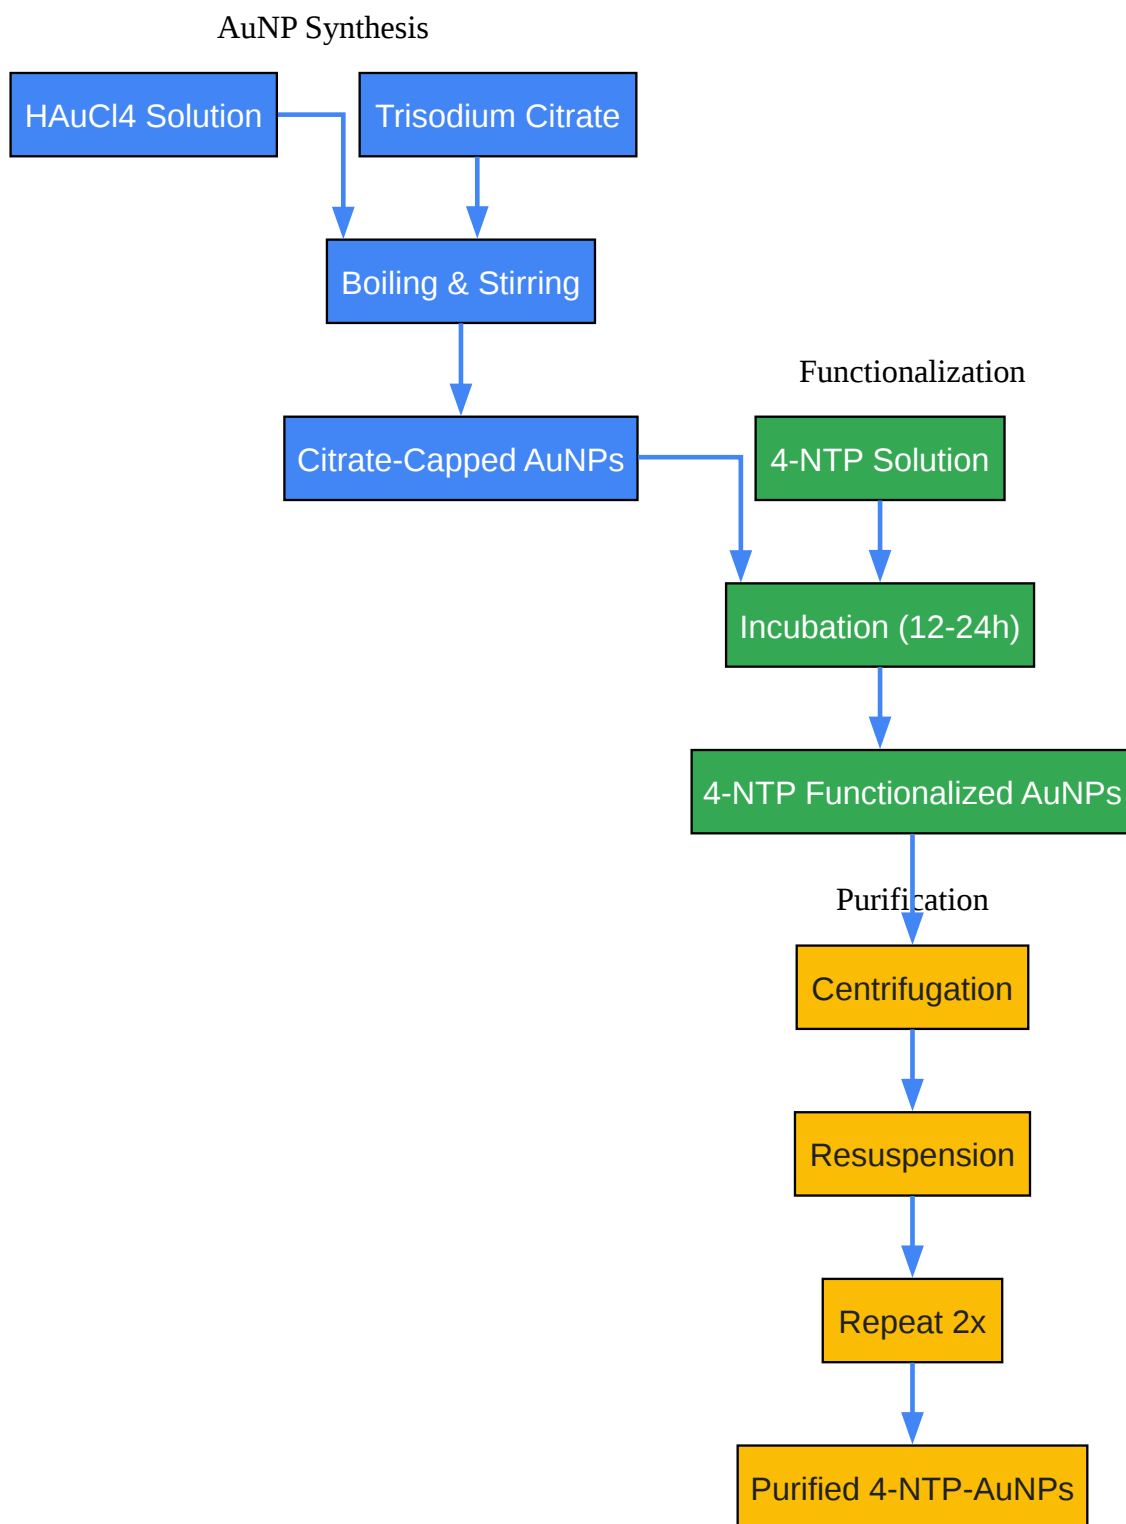 AuNP Synthesis
HAuCl4 Solution
Trisodium Citrate
Boiling & Stirring
Functionalization
Citrate-Capped AuNPs
4-NTP Solution
Incubation (12-24h)
4-NTP Functionalized AuNPs
Purification
Centrifugation
Resuspension
Repeat 2x
Purified 4-NTP-AuNPs